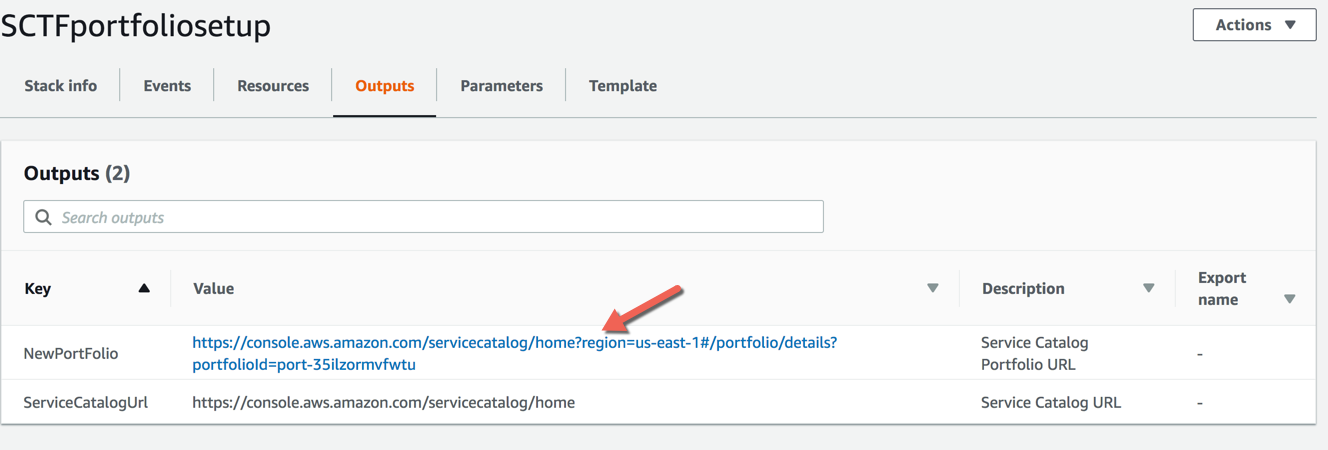 SCTFportfoliosetup
Actions
Stack info
Events
Resources
Outputs
Parameters
Template
Outputs (2)
Search outputs
Key
Value
Description
Export
name
NewPortFolio
https://console.aws.amazon.com/servicecatalog/home?region=us-east-1#/portfolio/details?
portfolioId=port-35ilzormvfwtu
Service Catalog
Portfolio URL
-
ServiceCatalogUrl
https://console.aws.amazon.com/servicecatalog/home
Service Catalog URL
-